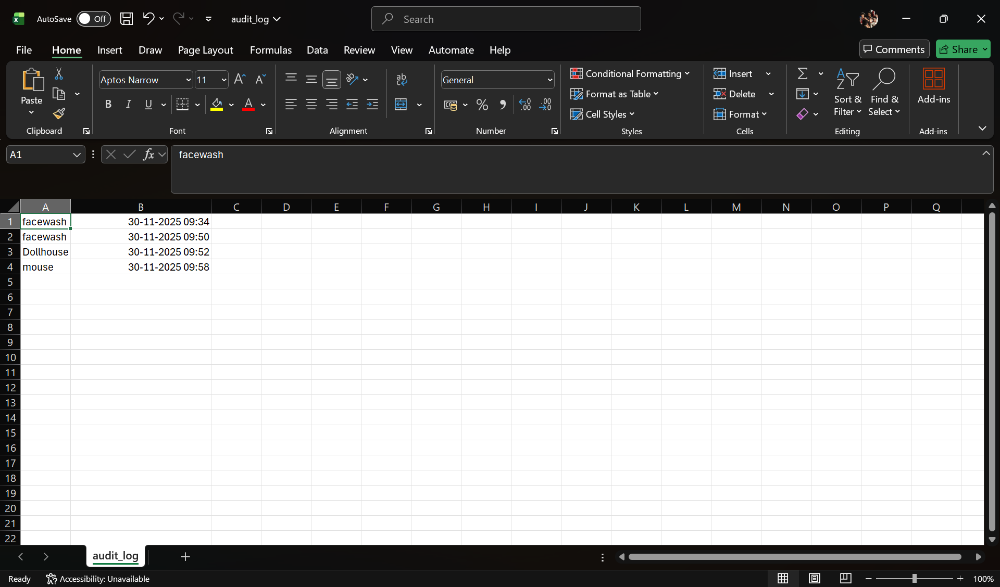 AutoSave Off audit_log Search
File Home Insert Draw Page Layout Formulas Data Review View Automate Help Comments Share
Paste
Clipboard
Aptos Narrow 11
B I U A
Font
ab
Alignment
General
% .00 .00
Number
Conditional Formatting
Format as Table
Cell Styles
Styles
Insert
Delete
Format
Cells
Sort & Filter
Find & Select
Editing
Add-ins
Add-ins
A1 fx facewash
A B C D E F G H I J K L M N O P Q
1 facewash 30-11-2025 09:34
2 facewash 30-11-2025 09:50
3 Dollhouse 30-11-2025 09:52
4 mouse 30-11-2025 09:58
5
6
7
8
9
10
11
12
13
14
15
16
17
18
19
20
21
22
audit_log
Ready Accessibility: Unavailable 100%